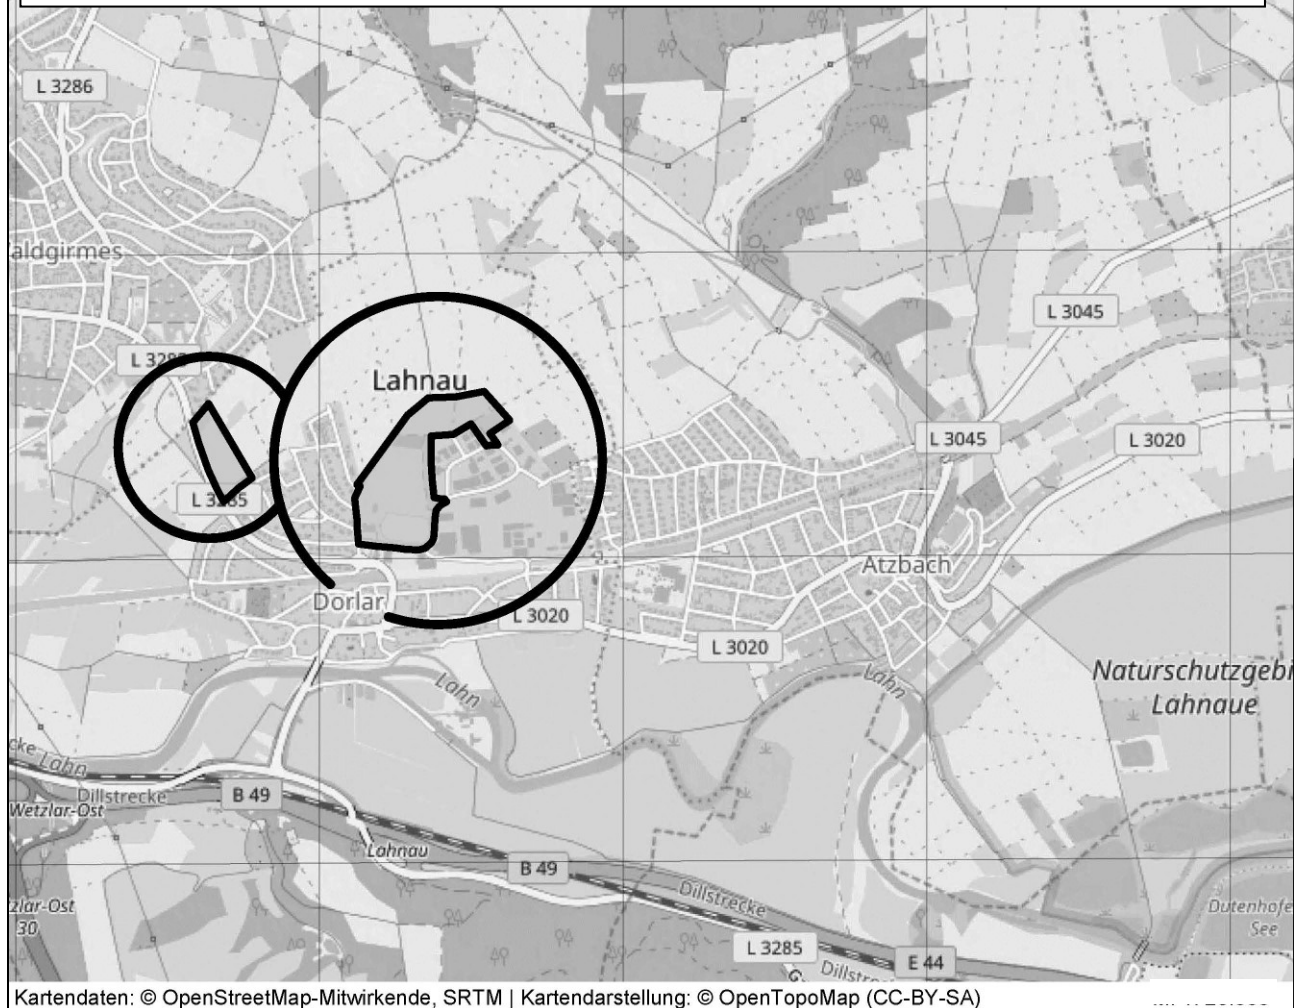 L 3286
aldgirmes
L 3045
L 3285
Lahnau
L 3045
L 3020
L 3285
Atzbach
Dorlar
L 3020
L 3020
Naturschutzgebi
Lahnaue
Lahn
Lahn
cke
Lahn
Dillstrecke
B 49
Wetzlar-Ost
Lahnau
B 49
Dillstrecke
zlar-Ost
30
Dutenhofe
See
L 3285
E 44
G
Dillstre
Kartendaten: © OpenStreetMap-Mitwirkende, SRTM | Kartendarstellung: © OpenTopoMap (CC-BY-SA)